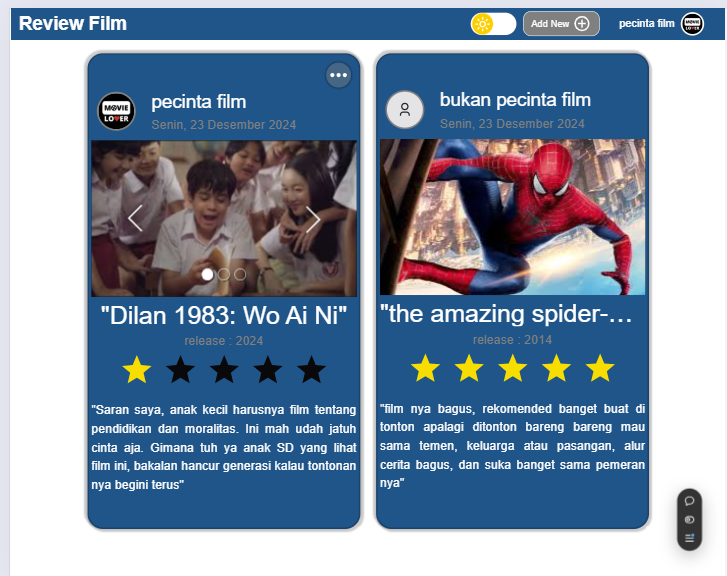 Review Film
Add New
pecinta film
MOVIE
LOVER
MOVIE
LOVER
pecinta film
Senin, 23 Desember 2024
"Dilan 1983: Wo Ai Ni"
release : 2024
"Saran saya, anak kecil harusnya film tentang
pendidikan dan moralitas. Ini mah udah jatuh
cinta aja. Gimana tuh ya anak SD yang lihat
film ini, bakalan hancur generasi kalau tontonan
nya begini terus"
bukan pecinta film
Senin, 23 Desember 2024
"the amazing spider-...
release : 2014
"film nya bagus, rekomended banget buat di
tonton apalagi ditonton bareng bareng mau
sama temen, keluarga atau pasangan, alur
cerita bagus, dan suka banget sama pemeran
nya"